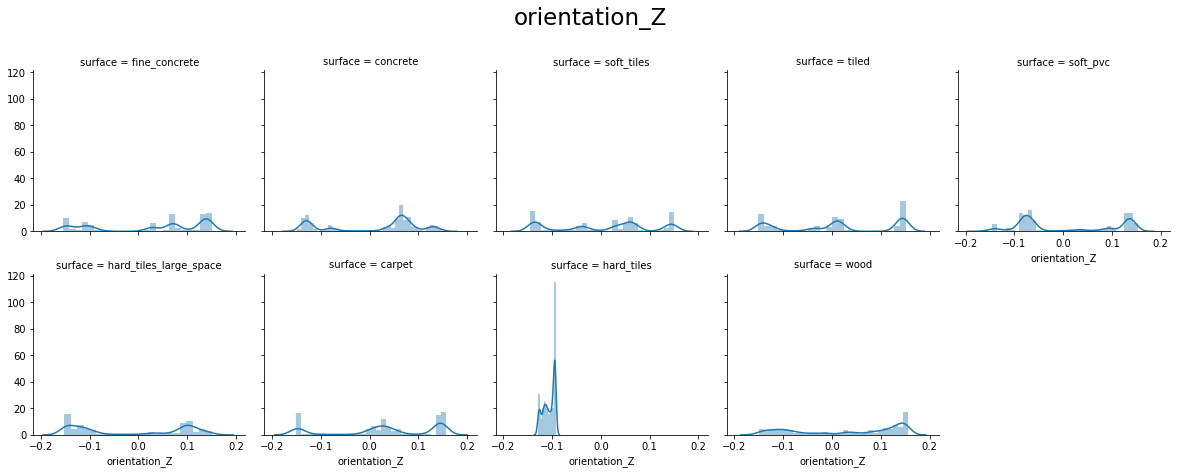 orientation_Z
surface = fine_concrete
surface = concrete
surface = soft_tiles
surface = tiled
surface = soft_pvc
120
100
80
60
40
20
0
−0.2 −0.1 0.0 0.1 0.2
orientation_Z
surface = hard_tiles_large_space
surface = carpet
surface = hard_tiles
surface = wood
120
100
80
60
40
20
0
−0.2 −0.1 0.0 0.1 0.2
−0.2 −0.1 0.0 0.1 0.2
−0.2 −0.1 0.0 0.1 0.2
−0.2 −0.1 0.0 0.1 0.2
orientation_Z
orientation_Z
orientation_Z
orientation_Z